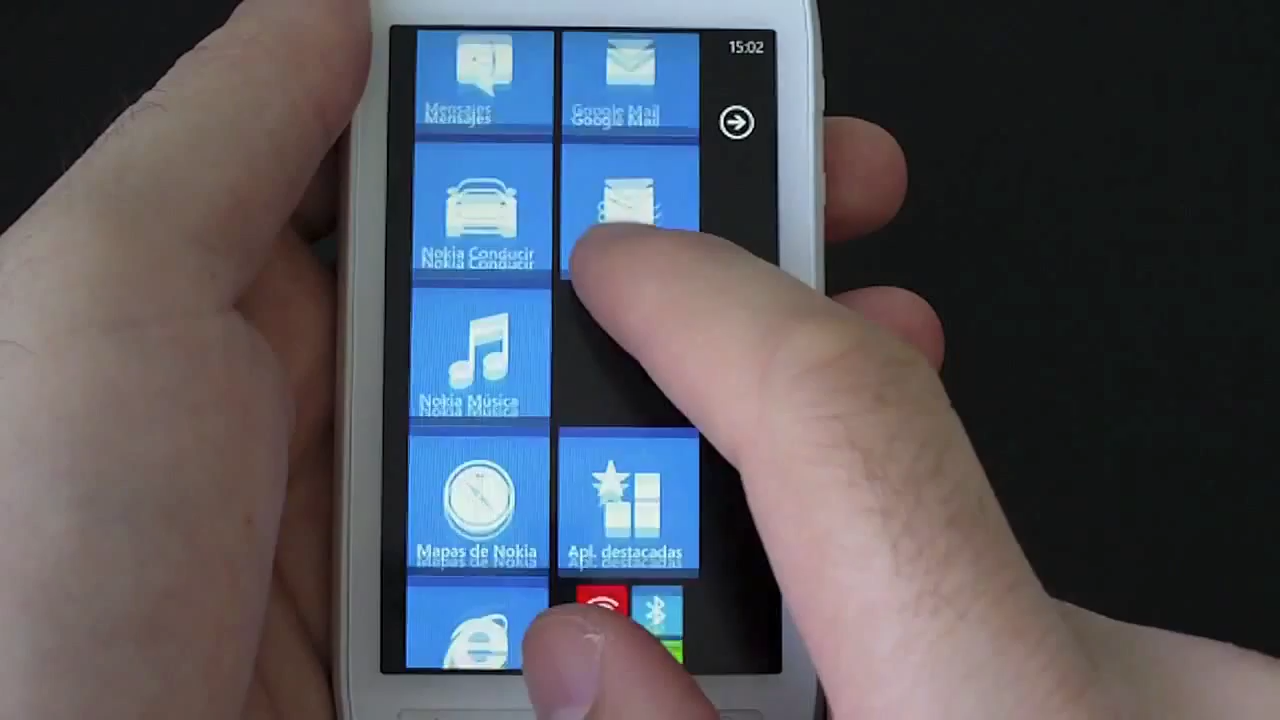 15:02
Mensajes
Google Mail
Nokia Conducir
Nokia Música
Mapas de Nokia
Apl. destacadas